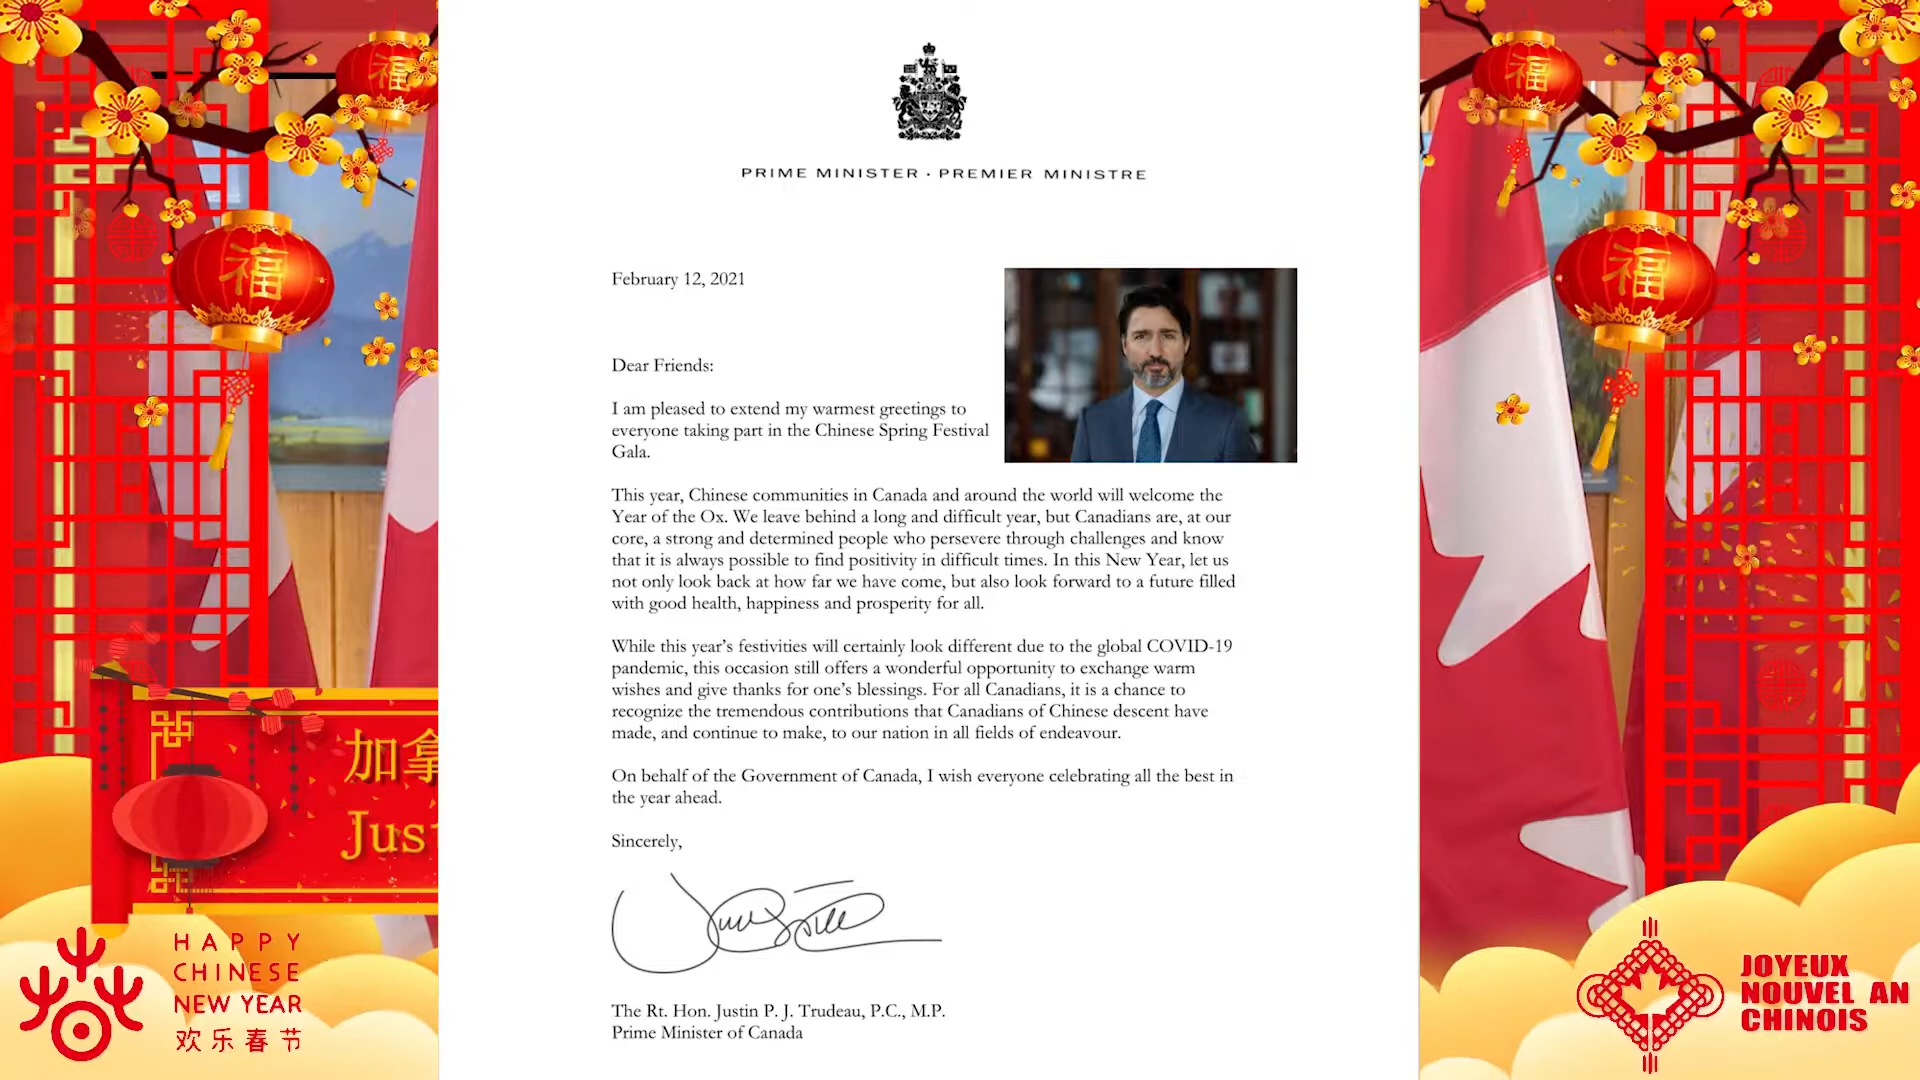 福
福
福
福
PRIME MINISTER · PREMIER MINISTRE
February 12, 2021
Dear Friends:
I am pleased to extend my warmest greetings to
everyone taking part in the Chinese Spring Festival
Gala.
This year, Chinese communities in Canada and around the world will welcome the
Year of the Ox. We leave behind a long and difficult year, but Canadians are, at our
core, a strong and determined people who persevere through challenges and know
that it is always possible to find positivity in difficult times. In this New Year, let us
not only look back at how far we have come, but also look forward to a future filled
with good health, happiness and prosperity for all.
While this year’s festivities will certainly look different due to the global COVID-19
pandemic, this occasion still offers a wonderful opportunity to exchange warm
wishes and give thanks for one’s blessings. For all Canadians, it is a chance to
recognize the tremendous contributions that Canadians of Chinese descent have
made, and continue to make, to our nation in all fields of endeavour.
On behalf of the Government of Canada, I wish everyone celebrating all the best in
the year ahead.
Sincerely,
The Rt. Hon. Justin P. J. Trudeau, P.C., M.P.
Prime Minister of Canada
加拿
Jus
HAPPY
CHINESE
NEW YEAR
欢乐春节
JOYEUX
NOUVEL AN
CHINOIS